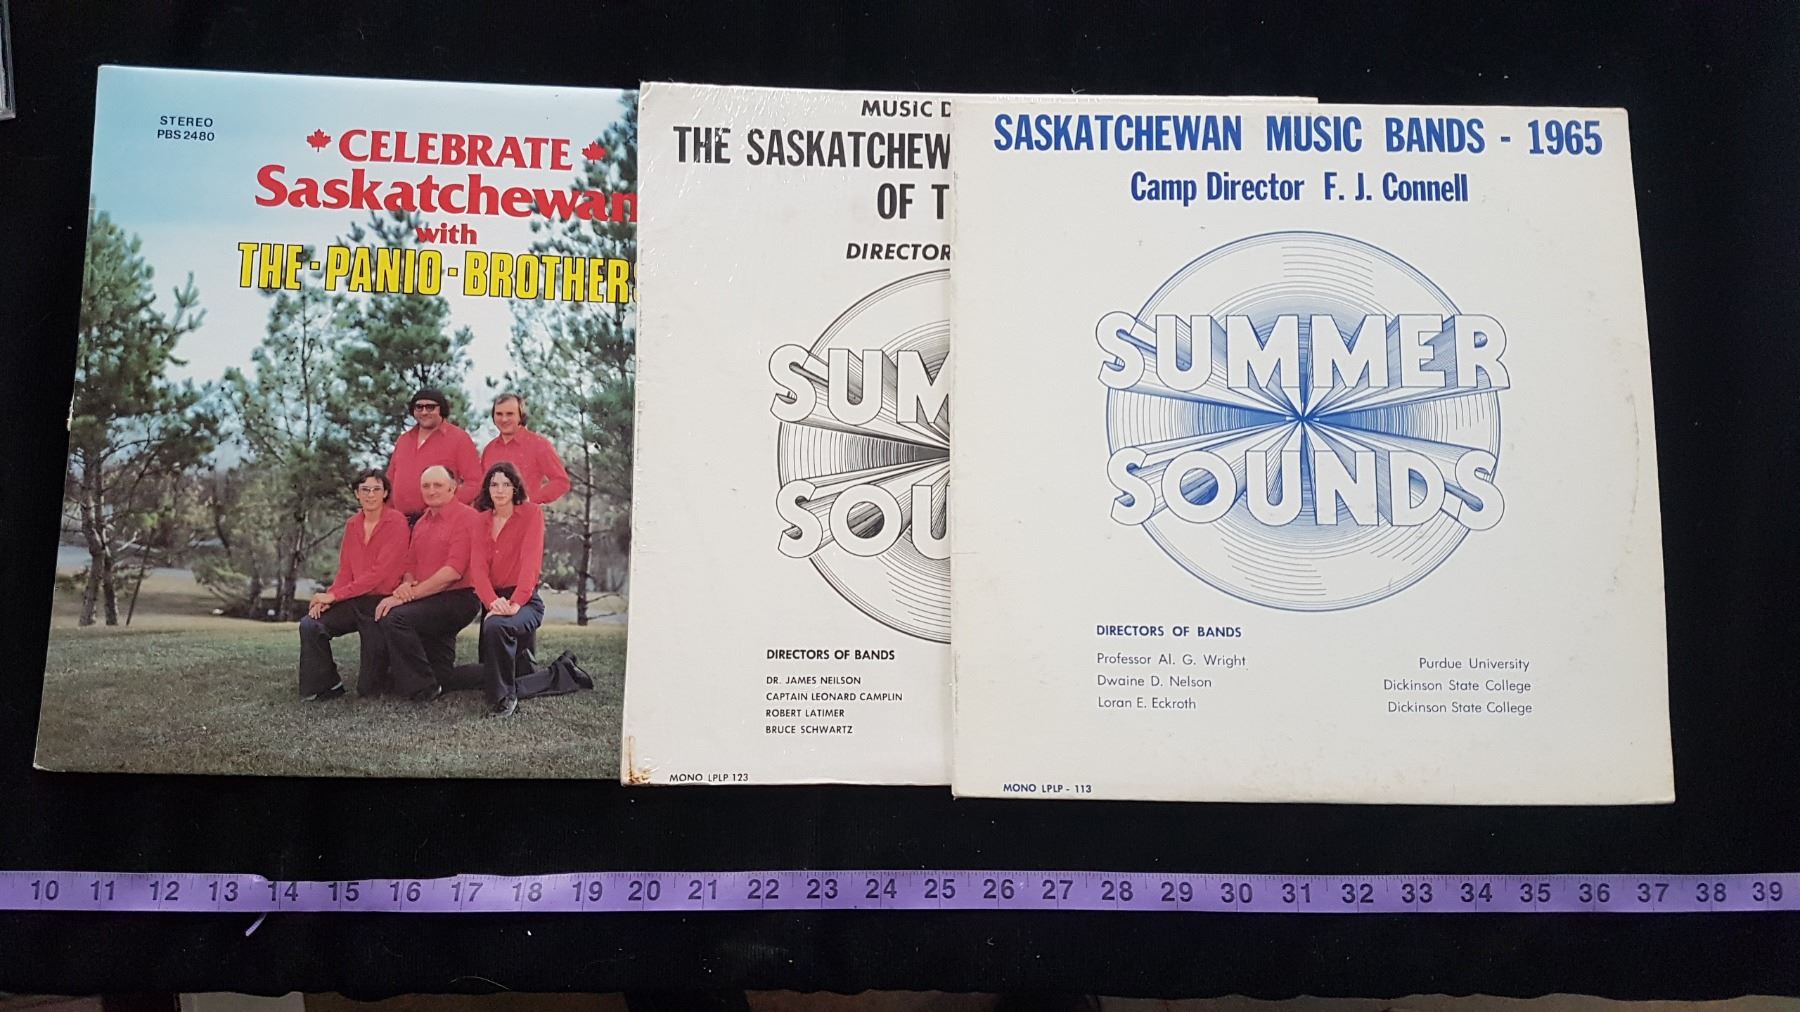 STEREO
PBS 2480
CELEBRATE
Saskatchewan
with
THE·PANIO·BROTHERS
MUSIC D
THE SASKATCHEW
OF T
DIRECTOR
SUM
SOU
DIRECTORS OF BANDS
DR. JAMES NEILSON
CAPTAIN LEONARD CAMPLIN
ROBERT LATIMER
BRUCE SCHWARTZ
MONO LPLP 123
SASKATCHEWAN MUSIC BANDS - 1965
Camp Director F. J. Connell
SUMMER
SOUNDS
DIRECTORS OF BANDS
Professor Al. G. Wright Purdue University
Dwaine D. Nelson Dickinson State College
Loran E. Eckroth Dickinson State College
MONO LPLP - 113
10 11 12 13 14 15 16 17 18 19 20 21 22 23 24 25 26 27 28 29 30 31 32 33 34 35 36 37 38 39